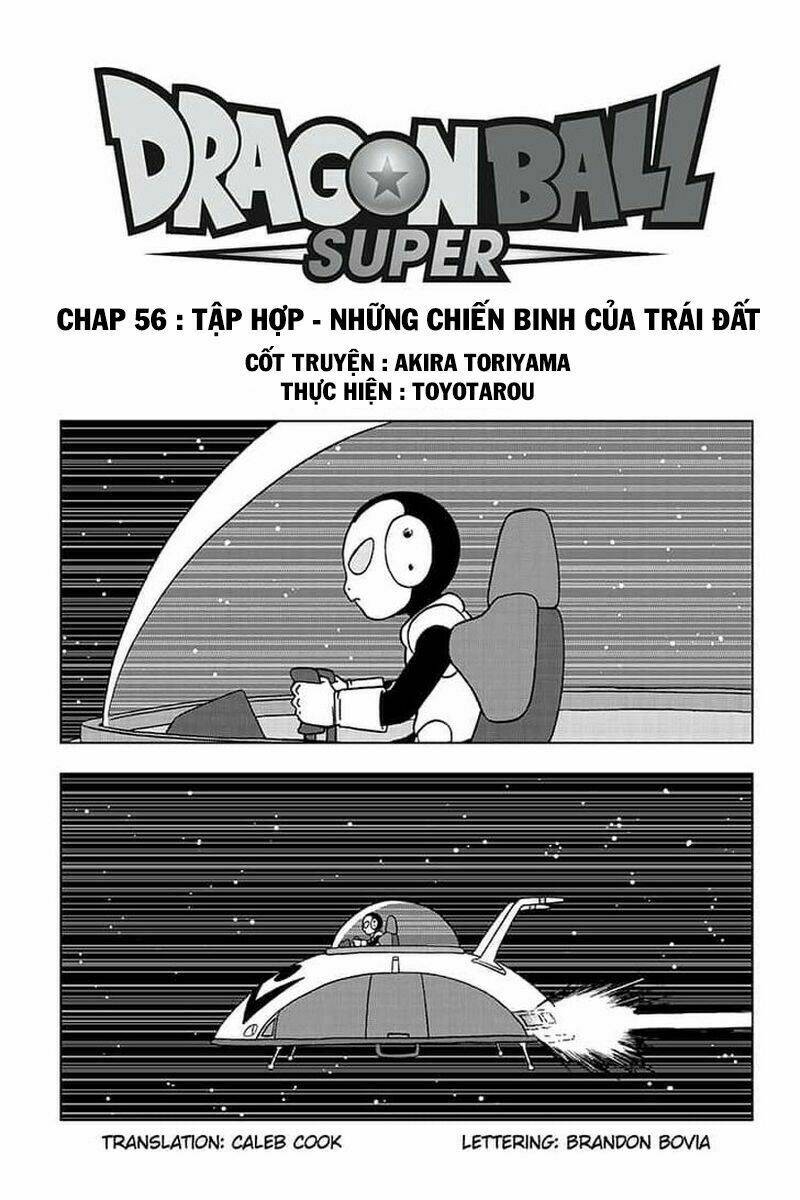 DRAGON BALL
SUPER
CHAP 56 : TẬP HỢP - NHỮNG CHIẾN BINH CỦA TRÁI ĐẤT
CỐT TRUYỆN : AKIRA TORIYAMA
THỰC HIỆN : TOYOTAROU
TRANSLATION: CALEB COOK
LETTERING: BRANDON BOVIA